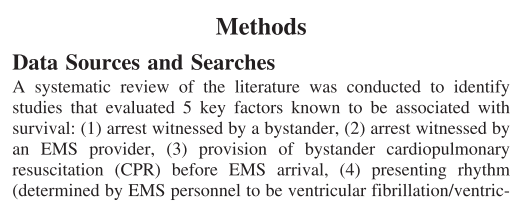 Methods
Data Sources and Searches
A systematic review of the literature was conducted to identify
studies that evaluated 5 key factors known to be associated with
survival: (1) arrest witnessed by a bystander, (2) arrest witnessed by
an EMS provider, (3) provision of bystander cardiopulmonary
resuscitation (CPR) before EMS arrival, (4) presenting rhythm
(determined by EMS personnel to be ventricular fibrillation/ventric-